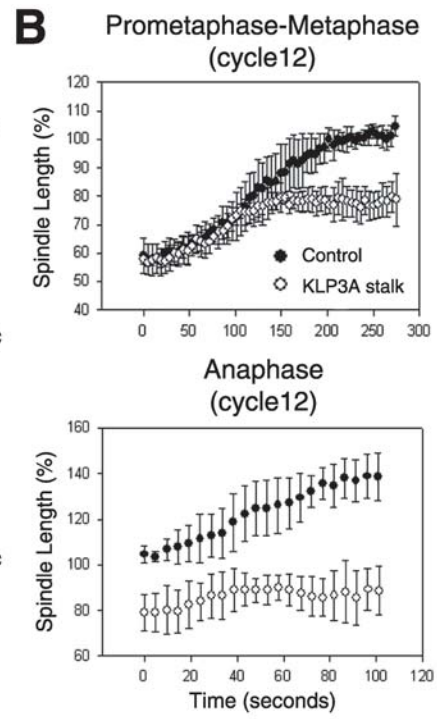 B
Prometaphase-Metaphase
(cycle12)
Spindle Length (%)
120
110
100
90
80
70
60
50
40
Control
KLP3A stalk
0 50 100 150 200 250 300
Anaphase
(cycle12)
Spindle Length (%)
160
140
120
100
80
60
0 20 40 60 80 100 120
Time (seconds)